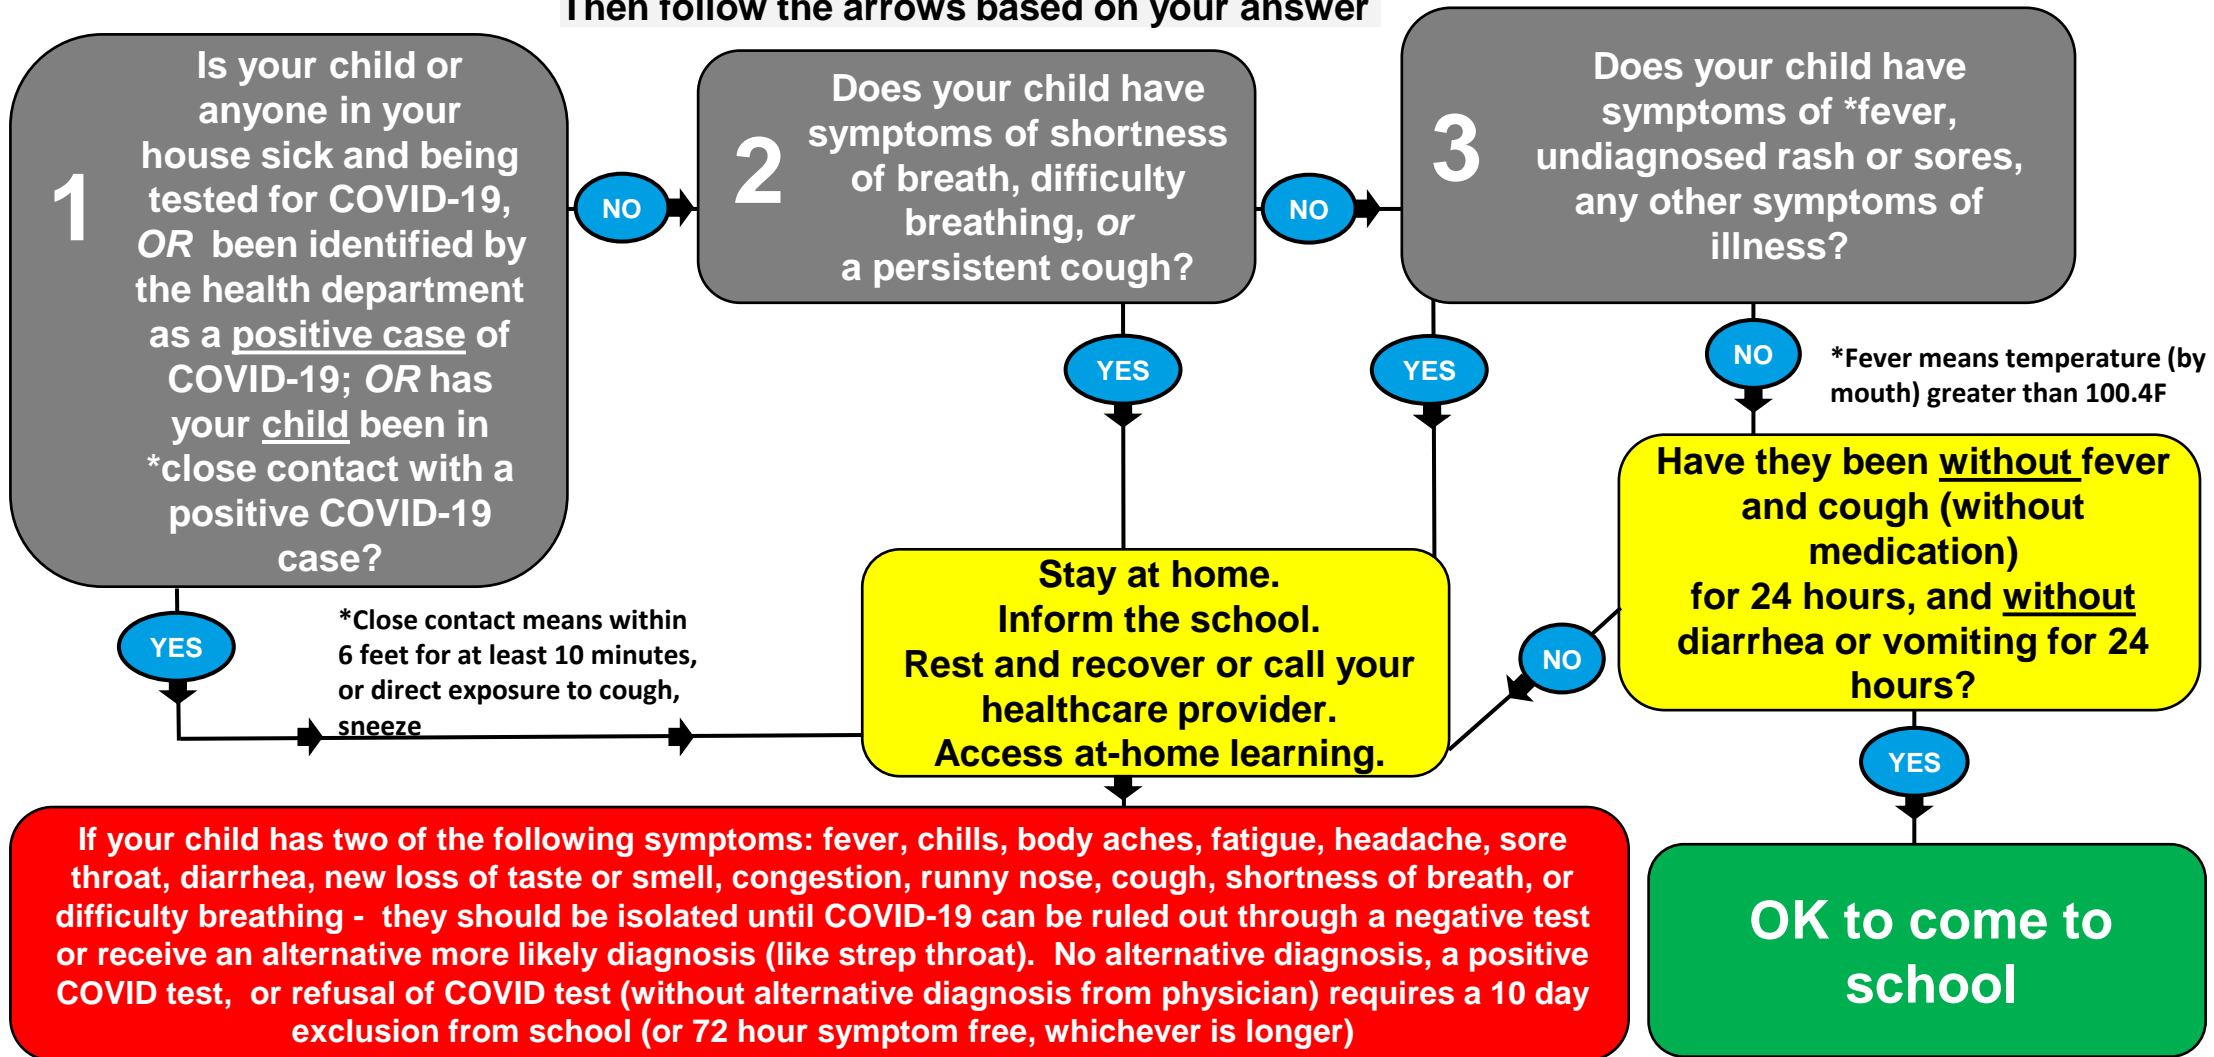 Then follow the arrows based on your answer
1
Is your child or
anyone in your
house sick and being
tested for COVID-19,
OR been identified by
the health department
as a positive case of
COVID-19; OR has
your child been in
*close contact with a
positive COVID-19
case?
NO
2
Does your child have
symptoms of shortness
of breath, difficulty
breathing, or
a persistent cough?
NO
3
Does your child have
symptoms of *fever,
undiagnosed rash or sores,
any other symptoms of
illness?
YES
YES
NO
*Fever means temperature (by
mouth) greater than 100.4F
YES
*Close contact means within
6 feet for at least 10 minutes,
or direct exposure to cough,
sneeze
Stay at home.
Inform the school.
Rest and recover or call your
healthcare provider.
Access at-home learning.
NO
Have they been without fever
and cough (without
medication)
for 24 hours, and without
diarrhea or vomiting for 24
hours?
YES
If your child has two of the following symptoms: fever, chills, body aches, fatigue, headache, sore
throat, diarrhea, new loss of taste or smell, congestion, runny nose, cough, shortness of breath, or
difficulty breathing - they should be isolated until COVID-19 can be ruled out through a negative test
or receive an alternative more likely diagnosis (like strep throat). No alternative diagnosis, a positive
COVID test, or refusal of COVID test (without alternative diagnosis from physician) requires a 10 day
exclusion from school (or 72 hour symptom free, whichever is longer)
OK to come to
school